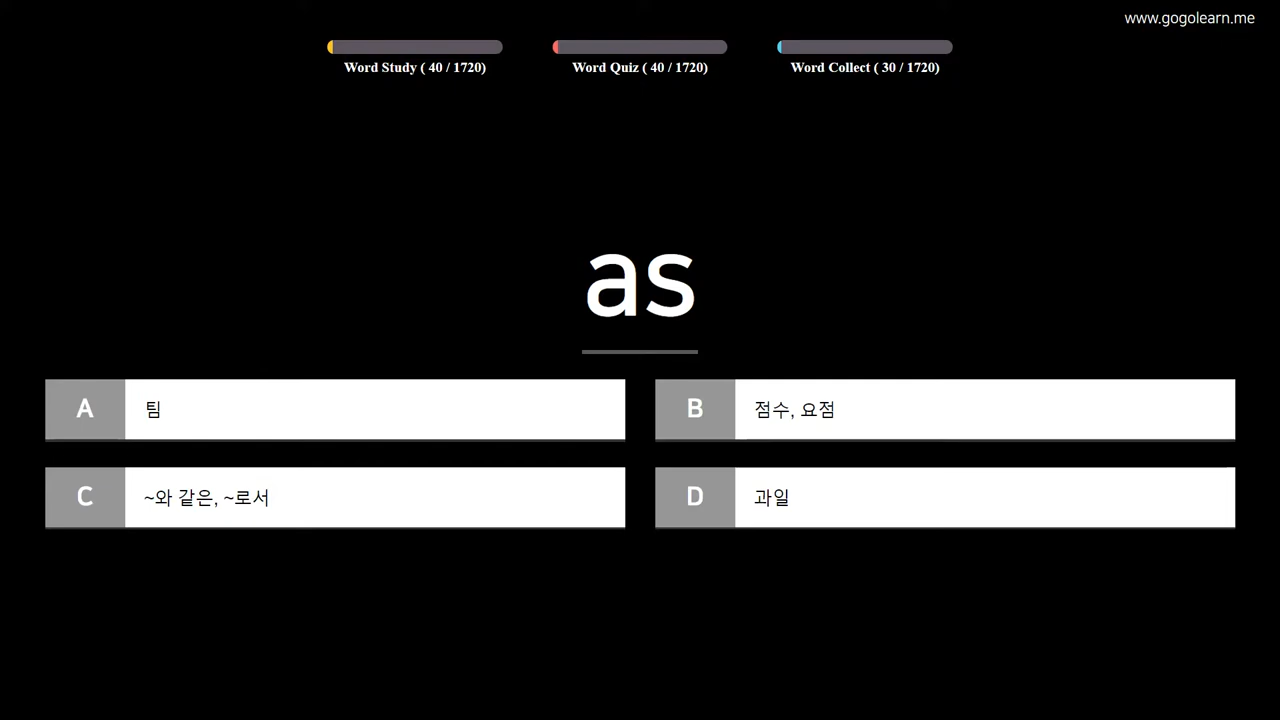 www.gogolearn.me
Word Study ( 40 / 1720)
Word Quiz ( 40 / 1720)
Word Collect ( 30 / 1720)
as
A 팀
B 점수, 요점
C ~와 같은, ~로서
D 과일